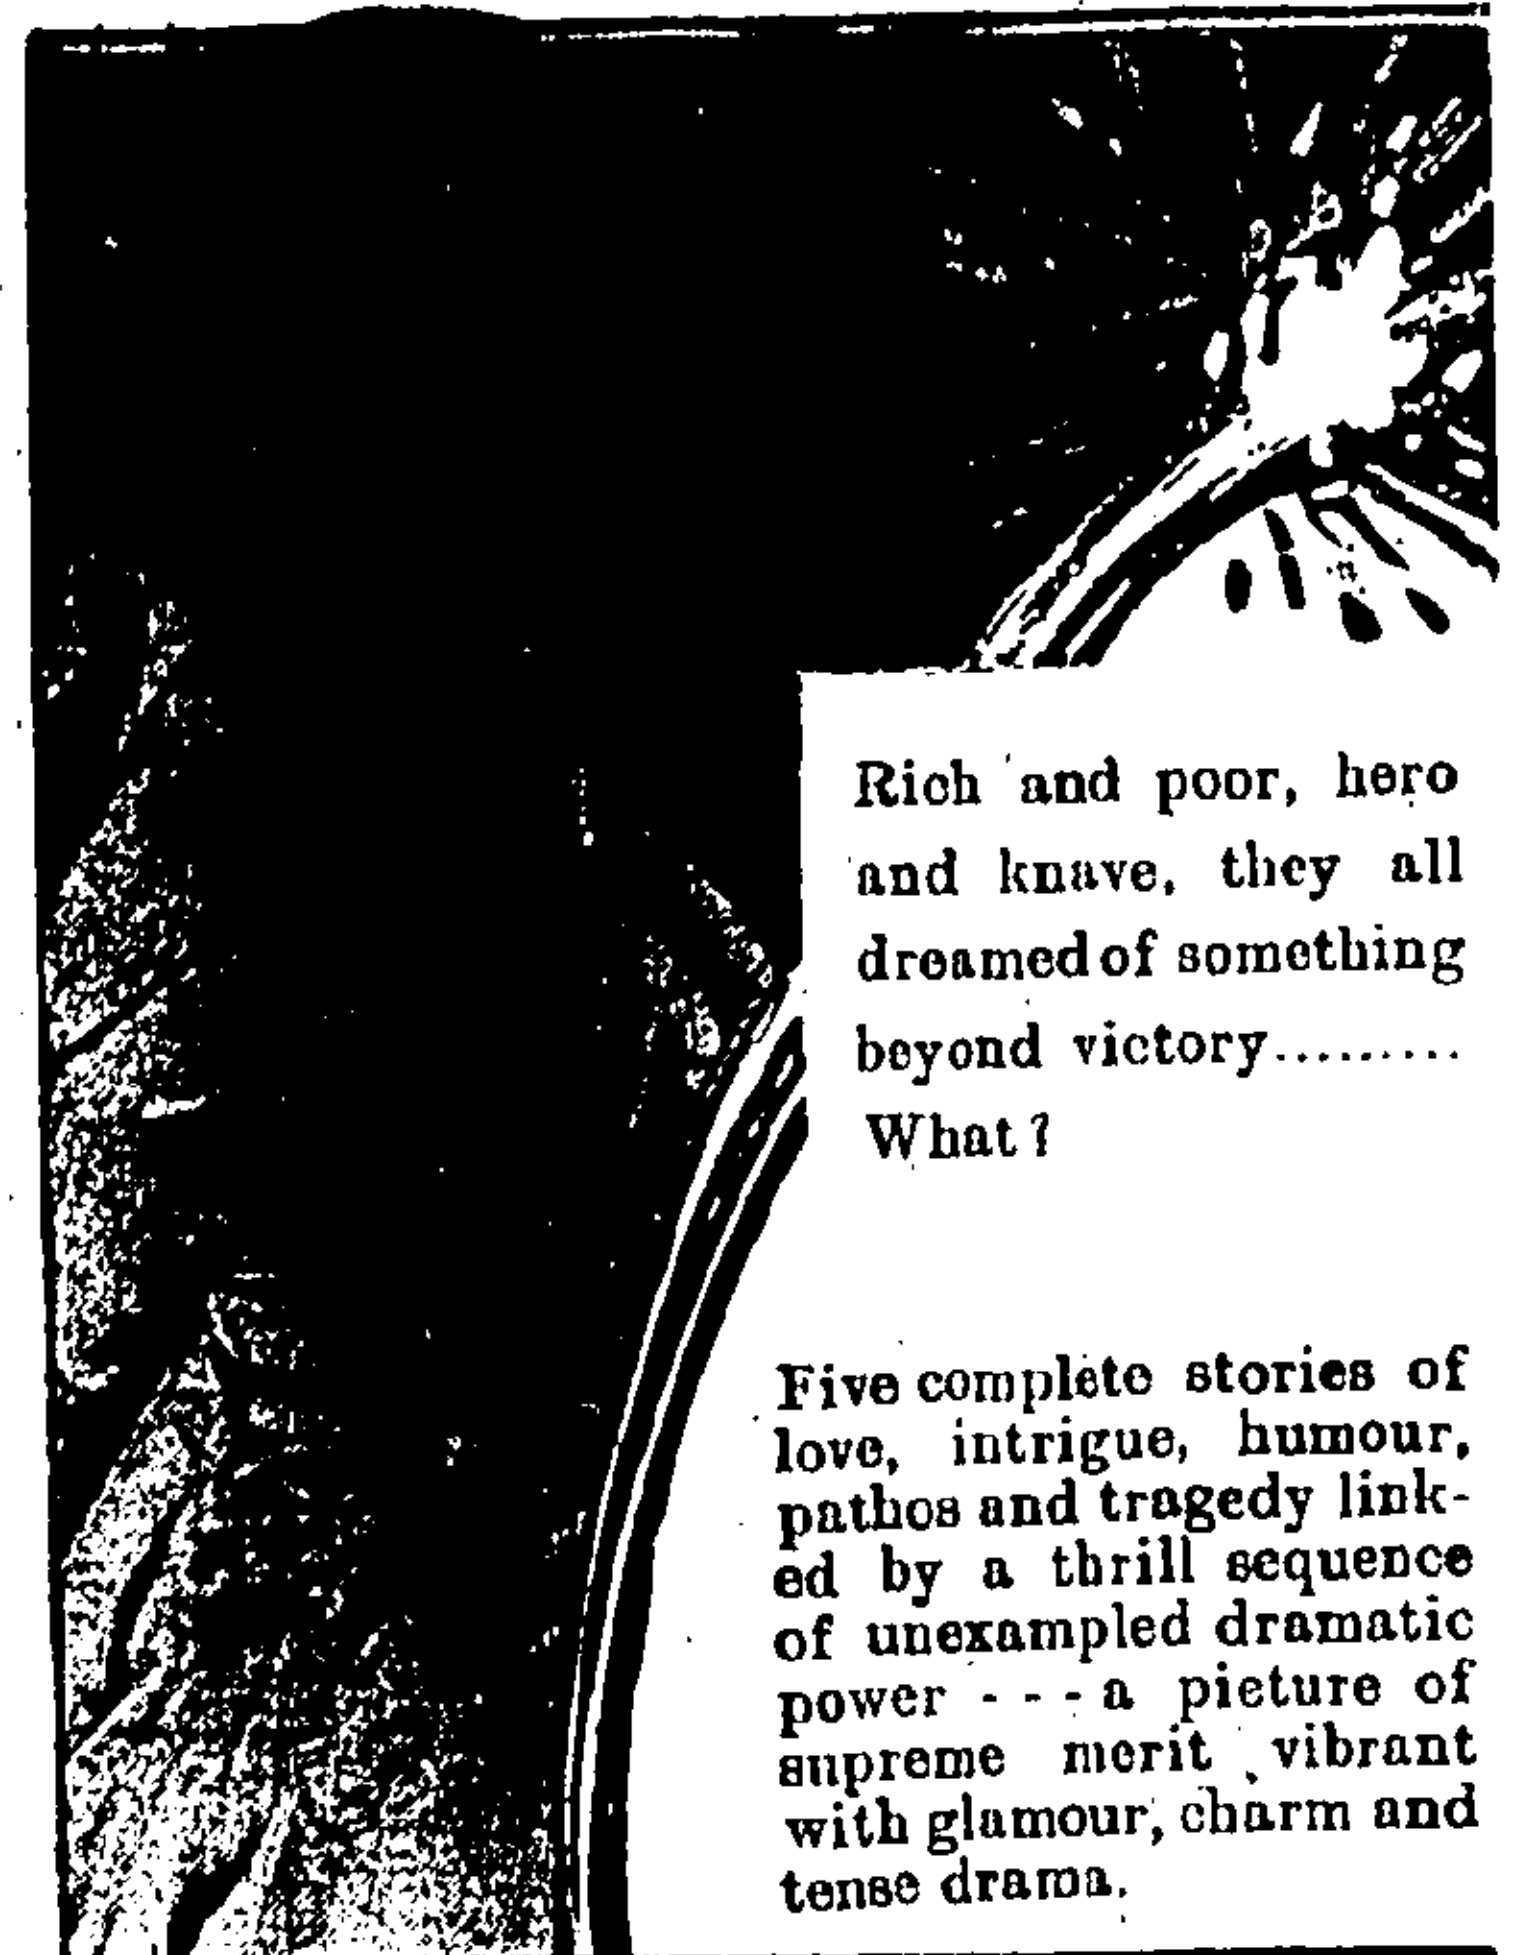 Rich and poor, hero
and knave, they all
dreamed of something
beyond victory.........
What?
Five complete stories of
love, intrigue, humour,
pathos and tragedy link-
ed by a thrill sequence
of unexampled dramatic
power - - - a picture of
supreme merit, vibrant
with glamour, charm and
tense drama.